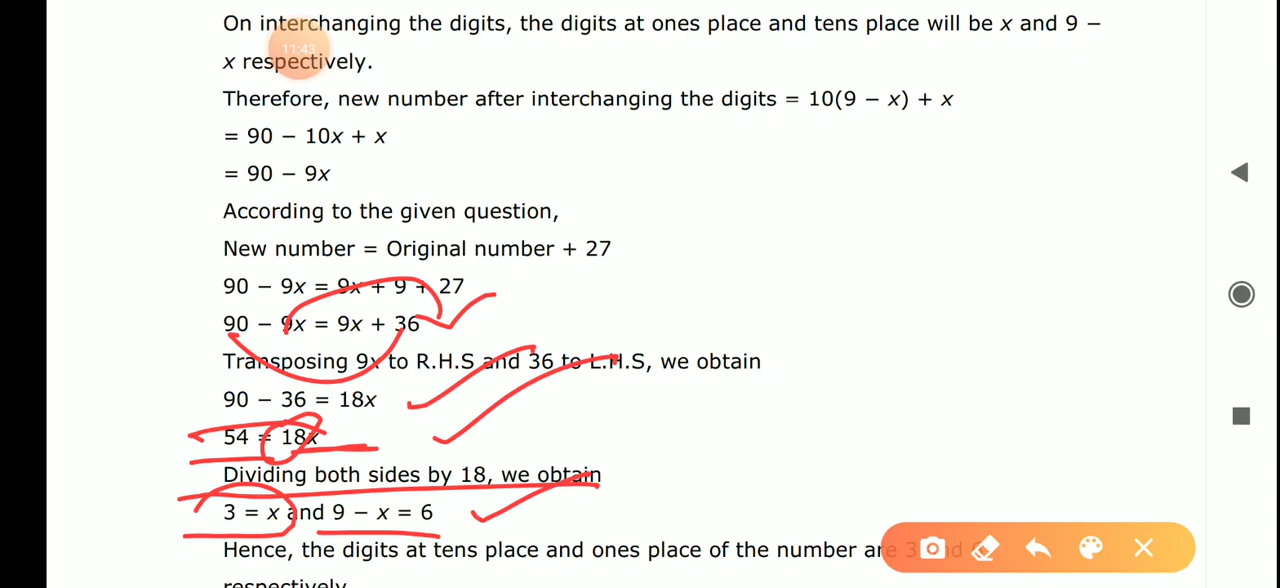 On interchanging the digits, the digits at ones place and tens place will be x and 9 −
x respectively.
11:43
Therefore, new number after interchanging the digits = 10(9 − x) + x
= 90 − 10x + x
= 90 − 9x
According to the given question,
New number = Original number + 27
90 − 9x = 9x + 9 + 27
90 − 9x = 9x + 36
Transposing 9x to R.H.S and 36 to L.H.S, we obtain
90 − 36 = 18x
54 = 18x
Dividing both sides by 18, we obtain
3 = x and 9 − x = 6
Hence, the digits at tens place and ones place of the number are 3 and
respectively.